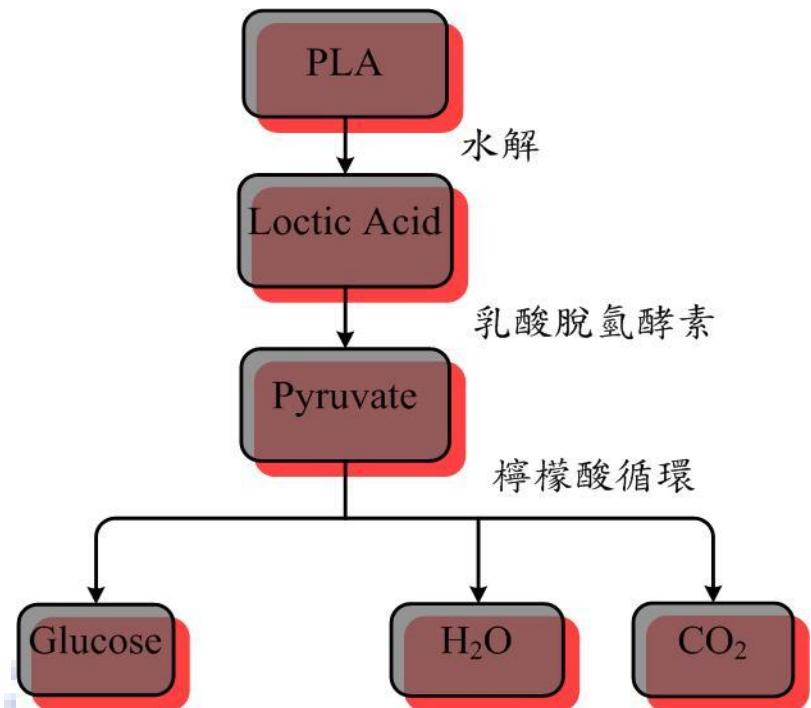 PLA
水解
Loctic Acid
乳酸脫氫酵素
Pyruvate
檸檬酸循環
Glucose
H₂O
CO₂